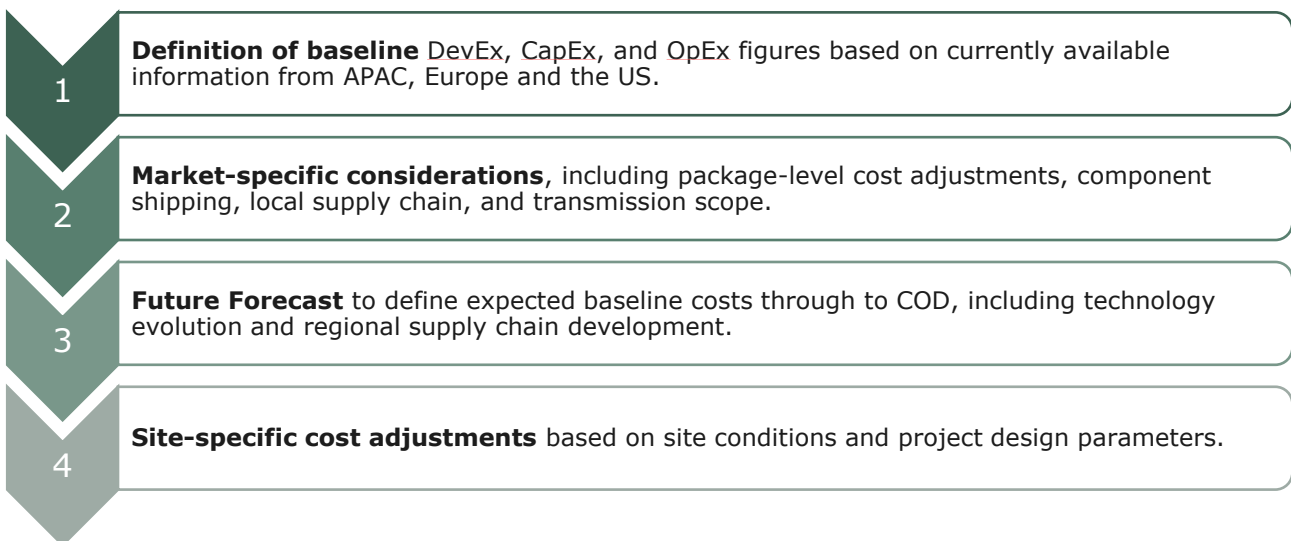 1
Definition of baseline DevEx, CapEx, and OpEx figures based on currently available
information from APAC, Europe and the US.
2
Market-specific considerations, including package-level cost adjustments, component
shipping, local supply chain, and transmission scope.
3
Future Forecast to define expected baseline costs through to COD, including technology
evolution and regional supply chain development.
4
Site-specific cost adjustments based on site conditions and project design parameters.